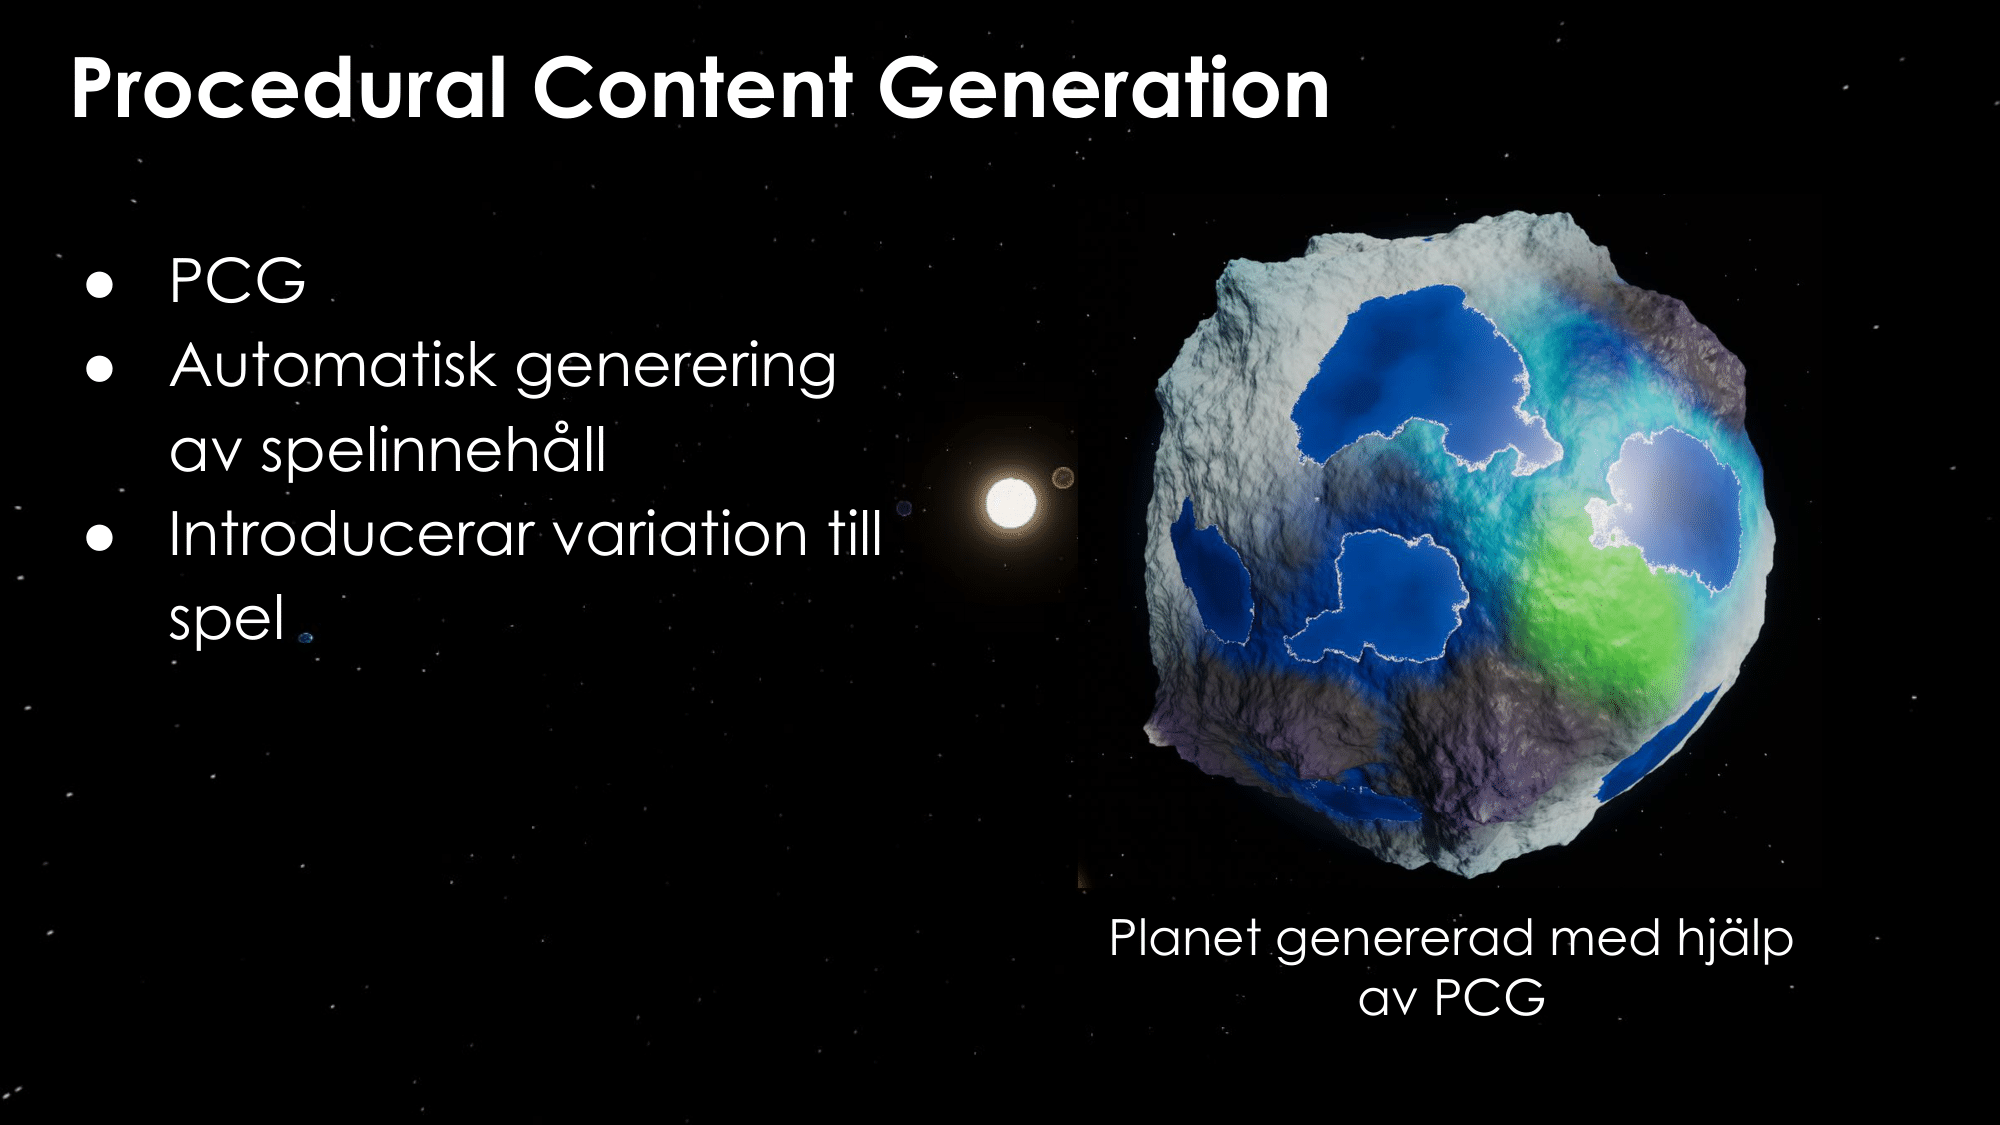 Procedural Content Generation
● PCG
● Automatisk generering
av spelinnehåll
● Introducerar variation till
spel
Planet genererad med hjälp
av PCG